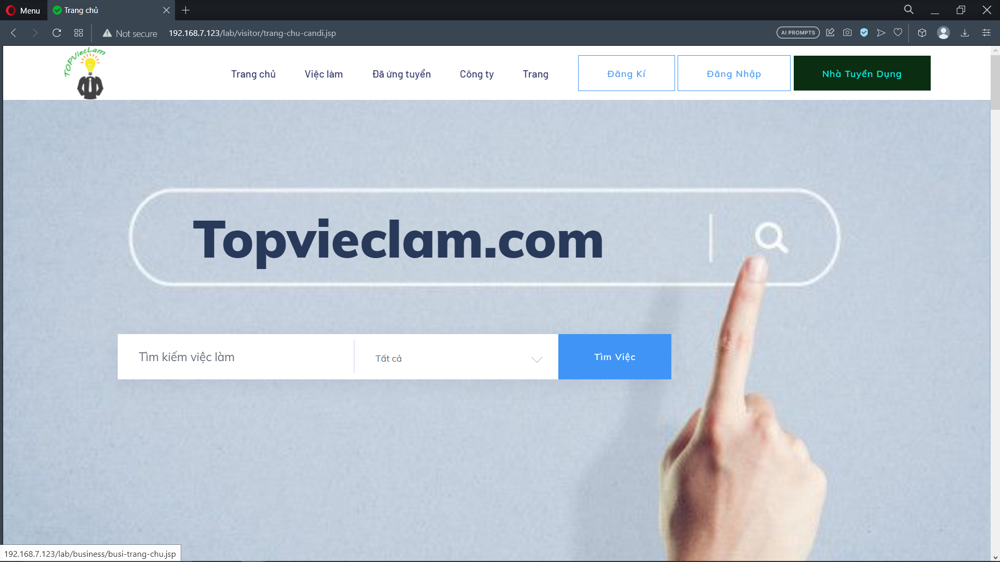 Menu
Trang chủ
Not secure
192.168.7.123/lab/visitor/trang-chu-candi.jsp
AI PROMPTS
TOPViecLam
Trang chủ
Việc làm
Đã ứng tuyển
Công ty
Trang
Đăng Kí
Đăng Nhập
Nhà Tuyển Dụng
Topvieclam.com
Tìm kiếm việc làm
Tất cả
Tìm Việc
192.168.7.123/lab/business/busi-trang-chu.jsp